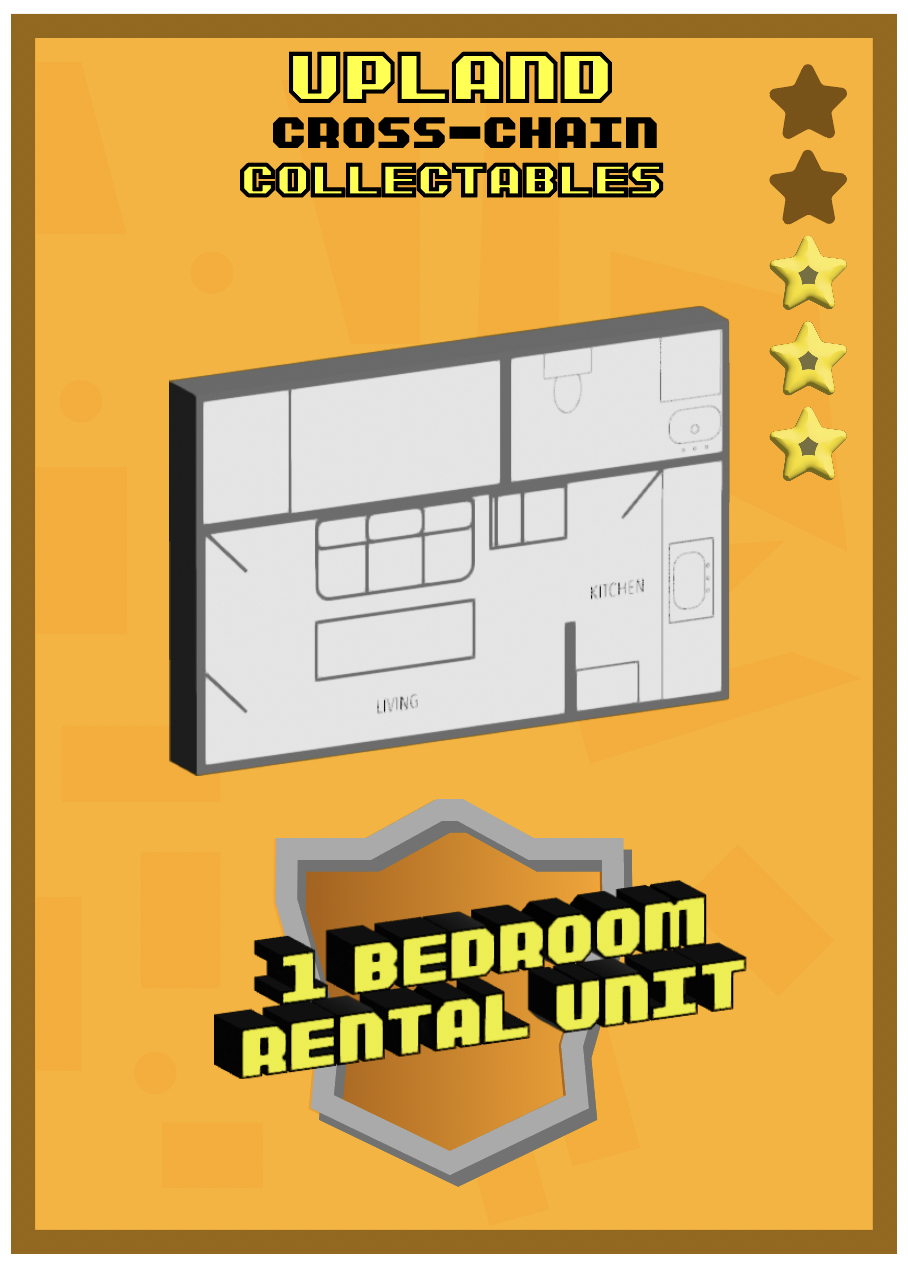 UPLAND
CROSS-CHAIN
COLLECTABLES
KITCHEN
LIVING
1 BEDROOM
RENTAL UNIT